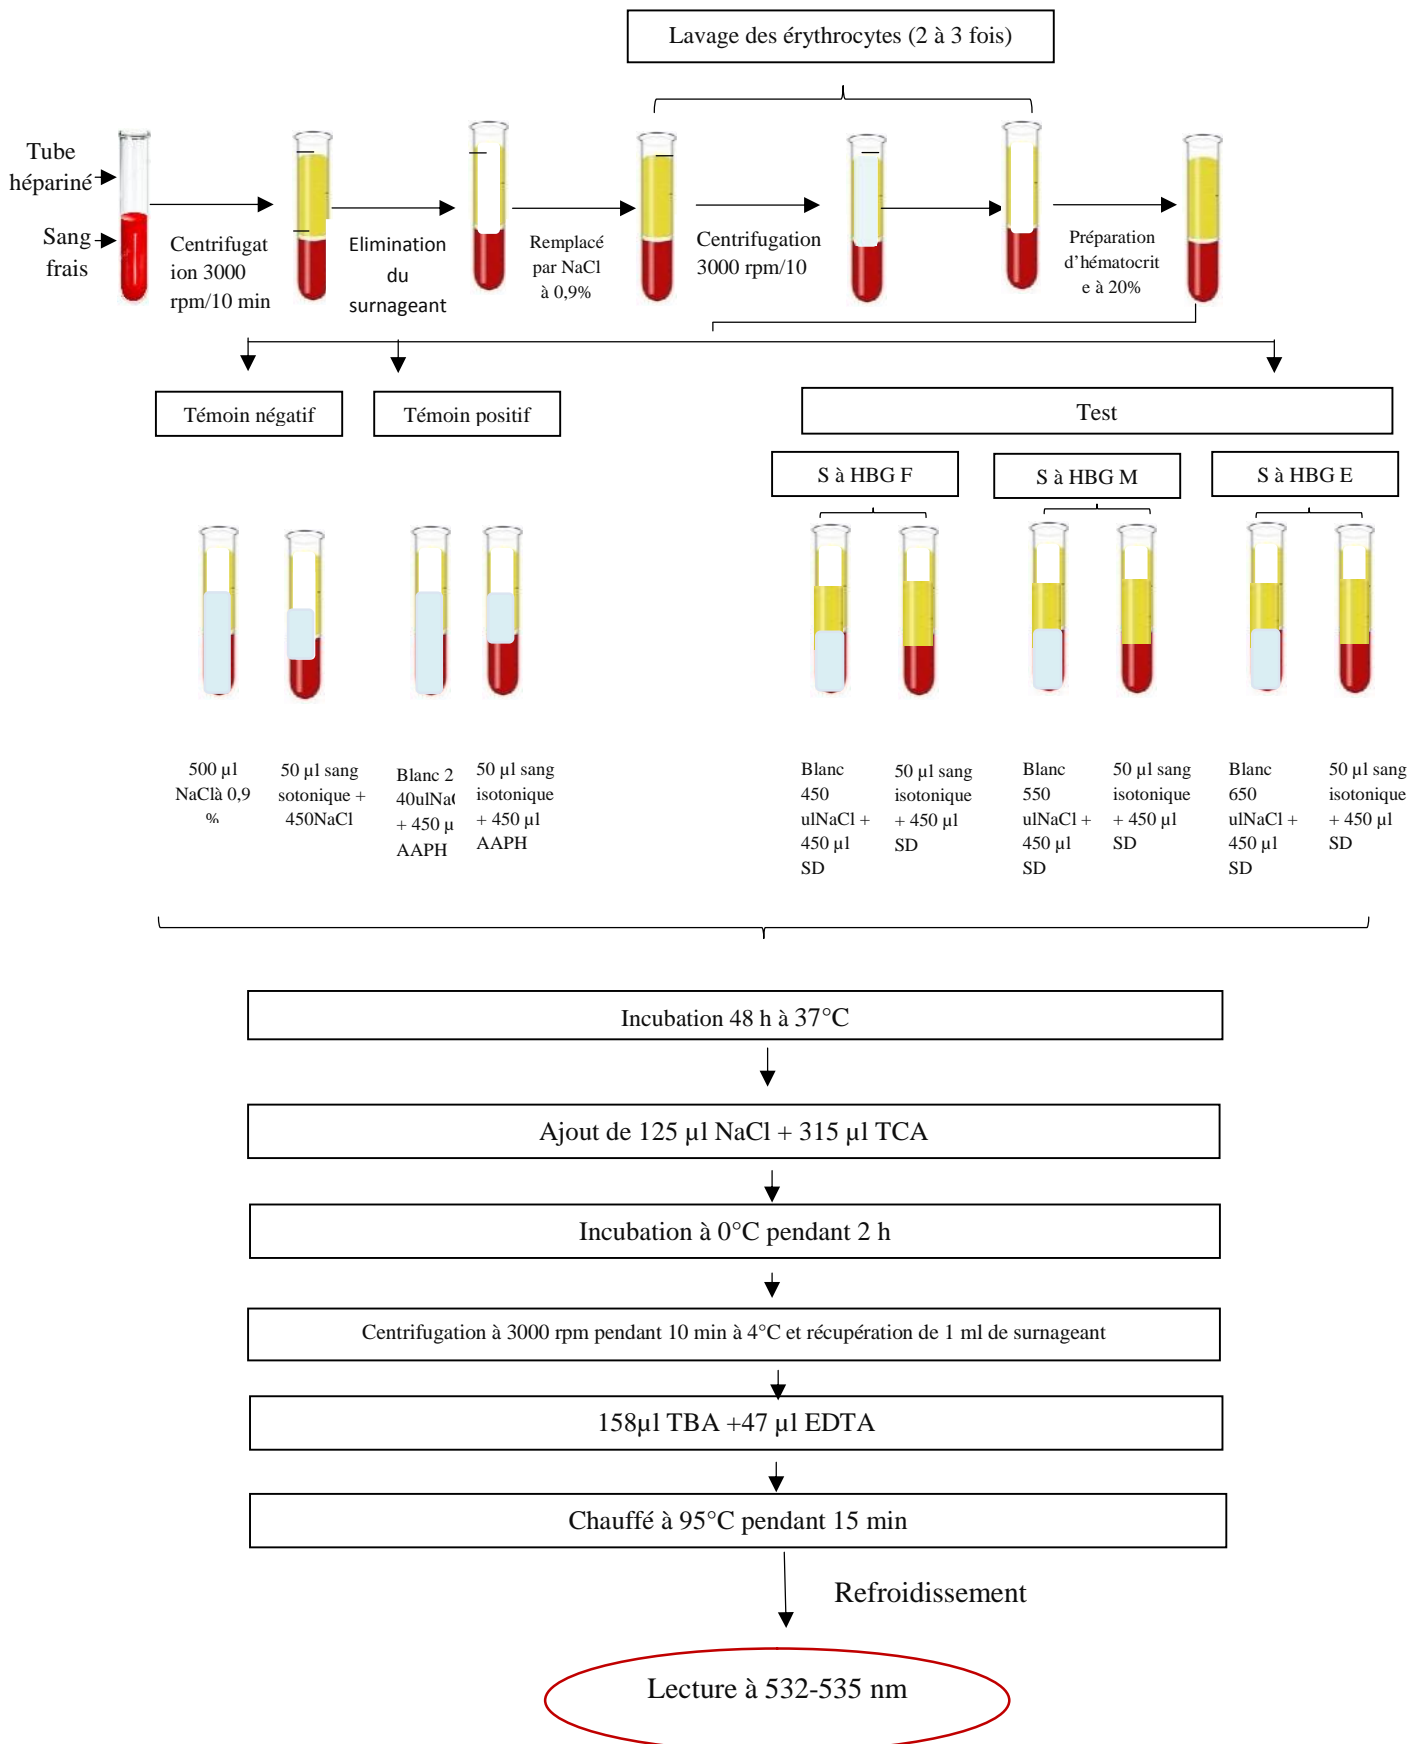 Lavage des érythrocytes (2 à 3 fois)
Tube
hépariné
Sang
frais
Centrifugat
ion 3000
rpm/10 min
Elimination
du
surnageant
Remplacé
par NaCl
à 0,9%
Centrifugation
3000 rpm/10
Préparation
d'hématocrit
e à 20%
Témoin négatif
Témoin positif
Test
S à HBG F
S à HBG M
S à HBG E
500 µl
NaClà 0,9
%
50 µl sang
sotonique +
450NaCl
Blanc 2
40ulNaC
+ 450 µ
AAPH
50 µl sang
isotonique
+ 450 µl
AAPH
Blanc
450
ulNaCl +
450 µl
SD
50 µl sang
isotonique
+ 450 µl
SD
Blanc
550
ulNaCl +
450 µl
SD
50 µl sang
isotonique
+ 450 µl
SD
Blanc
650
ulNaCl +
450 µl
SD
50 µl sang
isotonique
+ 450 µl
SD
Incubation 48 h à 37°C
Ajout de 125 µl NaCl + 315 µl TCA
Incubation à 0°C pendant 2 h
Centrifugation à 3000 rpm pendant 10 min à 4°C et récupération de 1 ml de surnageant
158µl TBA +47 µl EDTA
Chauffé à 95°C pendant 15 min
Refroidissement
Lecture à 532-535 nm